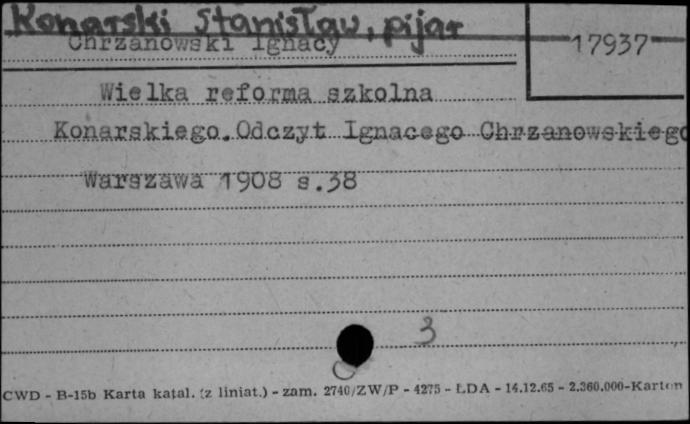 Konarski Stanisław, pijar
Chrzanowski Ignacy
17937
Wielka reforma szkolna
Konarskiego. Odczyt Ignacego Chrzanowskiego
Warszawa 1908 s.38
3
CWD - B-15b Karta katal. (z liniat.) - zam. 2740/ZW/P - 4275 - ŁDA - 14.12.65 - 2.360.000-Karton